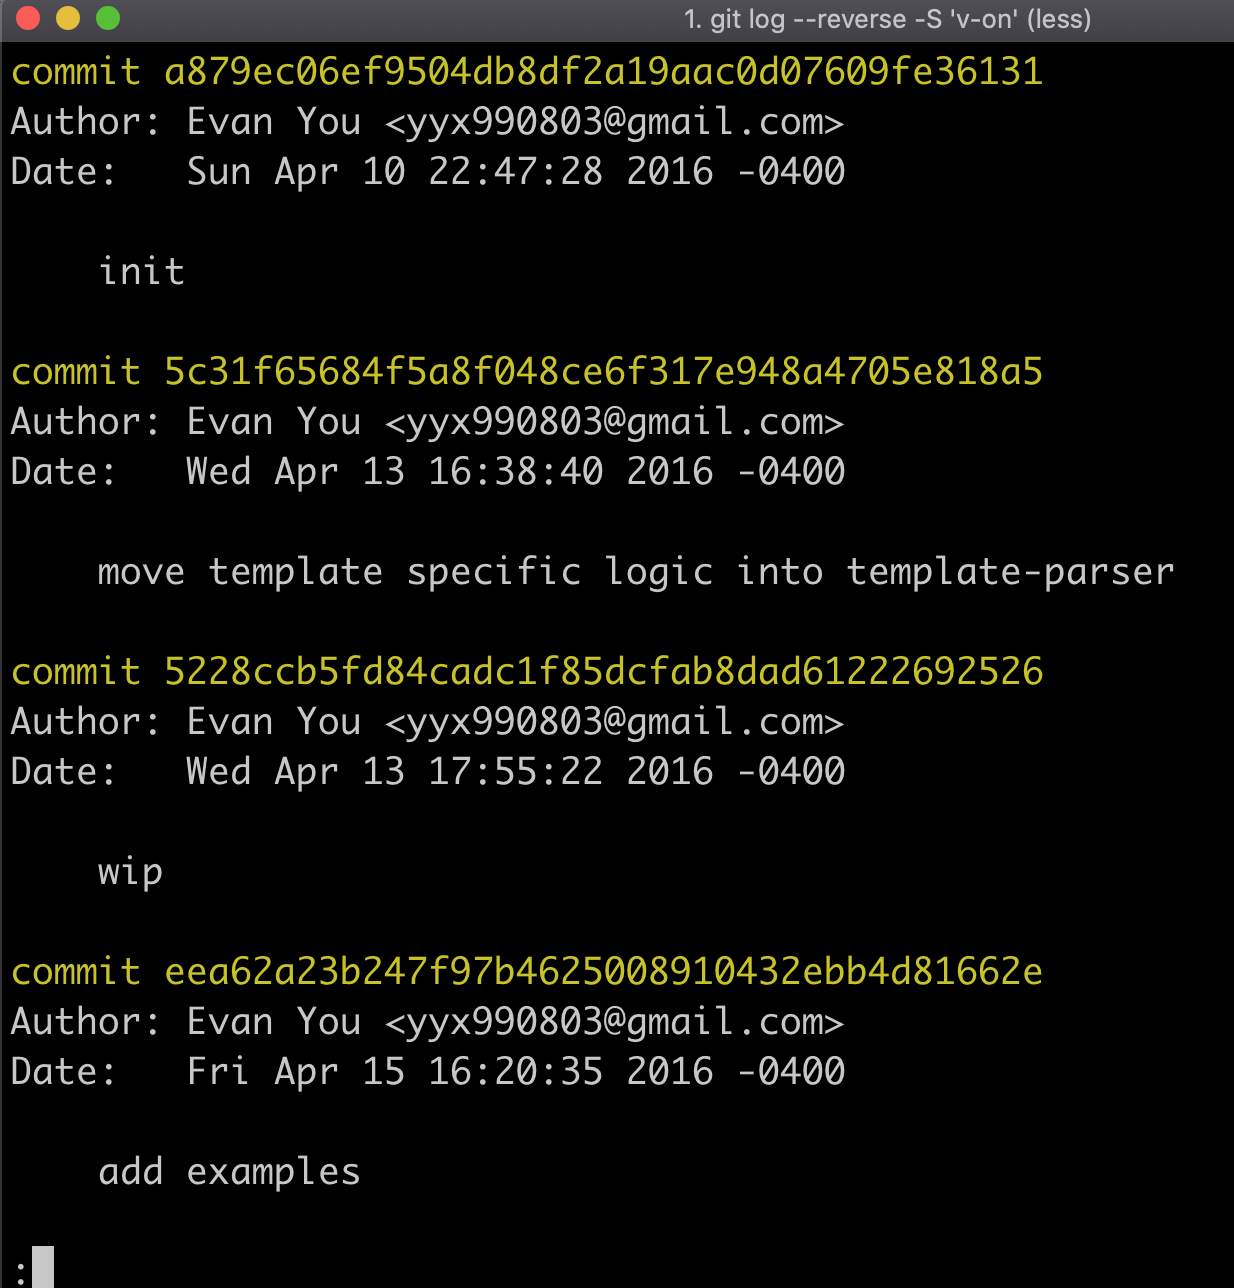 1. git log --reverse -S 'v-on' (less)
commit a879ec06ef9504db8df2a19aac0d07609fe36131
Author: Evan You <yyx990803@gmail.com>
Date:   Sun Apr 10 22:47:28 2016 -0400
init
commit 5c31f65684f5a8f048ce6f317e948a4705e818a5
Author: Evan You <yyx990803@gmail.com>
Date:   Wed Apr 13 16:38:40 2016 -0400
move template specific logic into template-parser
commit 5228ccb5fd84cadc1f85dcfab8dad61222692526
Author: Evan You <yyx990803@gmail.com>
Date:   Wed Apr 13 17:55:22 2016 -0400
wip
commit eea62a23b247f97b4625008910432ebb4d81662e
Author: Evan You <yyx990803@gmail.com>
Date:   Fri Apr 15 16:20:35 2016 -0400
add examples
: